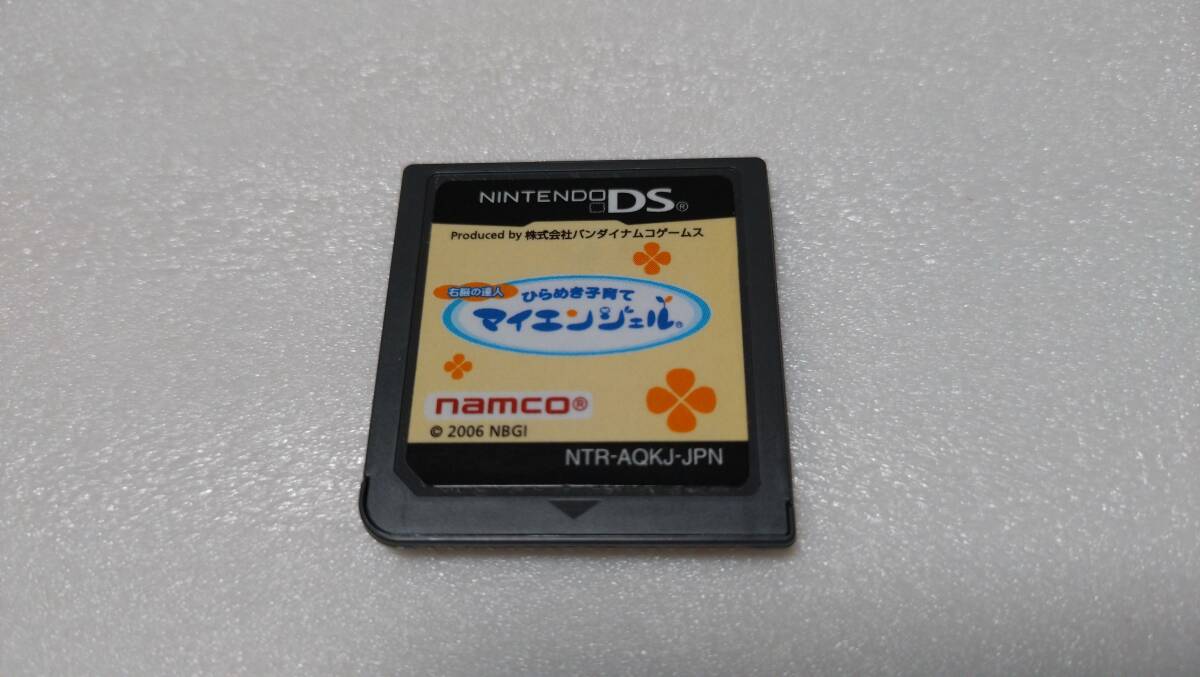 NINTENDO DS®
Produced by 株式会社バンダイナムコゲームス
右脳の達人
ひらめき子育て
マイエンジェル®
namco®
© 2006 NBGI
NTR-AQKJ-JPN